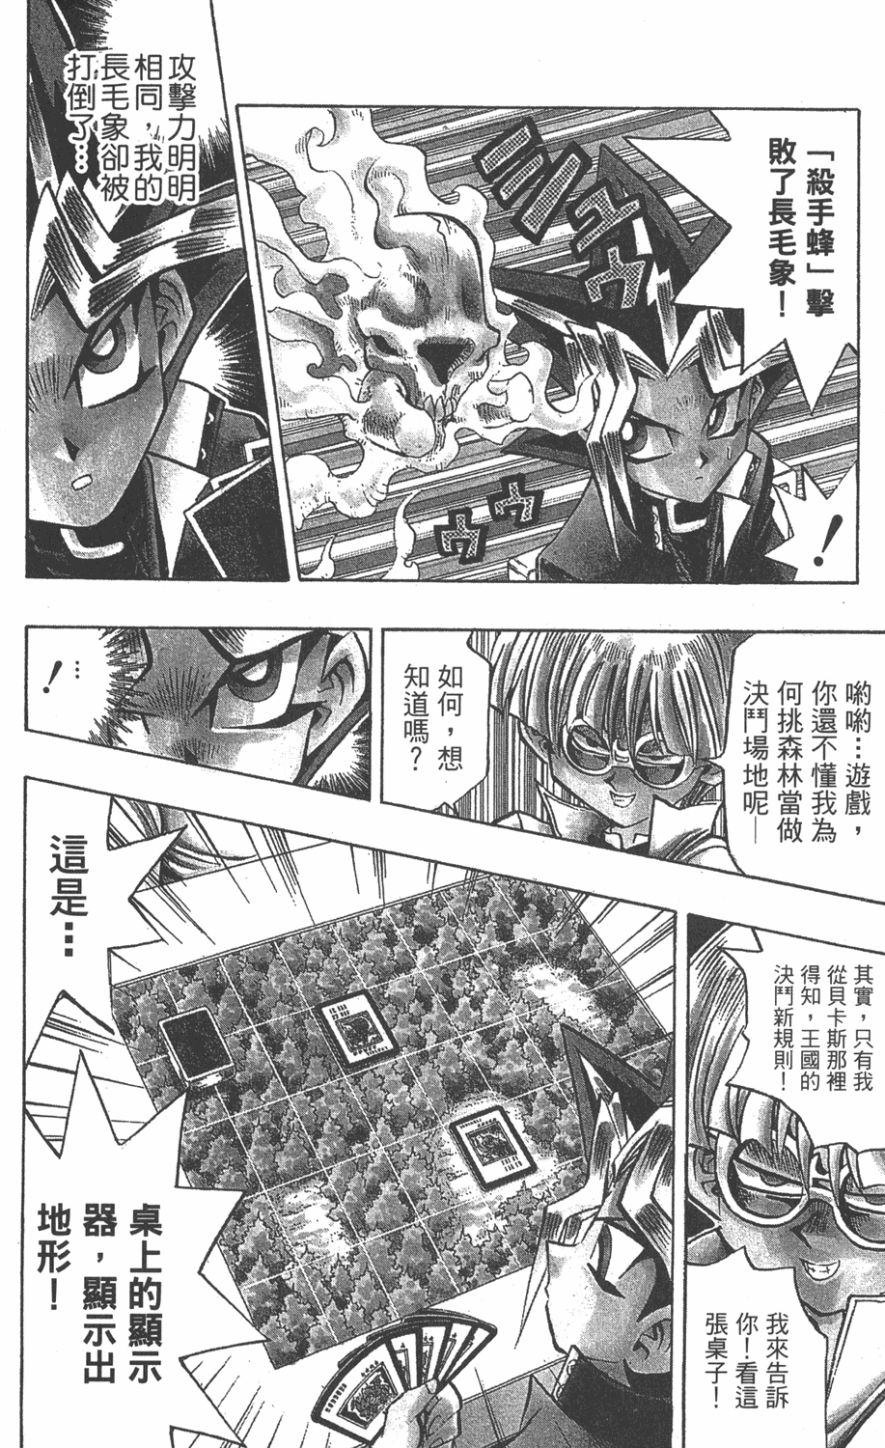 「殺手蜂」擊
敗了長毛象！
！
シュウウ
ウウ
攻擊力明明
相同，我的
長毛象卻被
打倒了…
喲喲…遊戲，
你還不懂我為
何挑森林當做
決鬥場地呢—
如何，想
知道嗎？
…
！
其實，只有我
從貝卡斯那裡
得知，王國的
決鬥新規則！
我來告訴
你！看這
張桌子！
這是…
桌上的顯示
器，顯示出
地形！